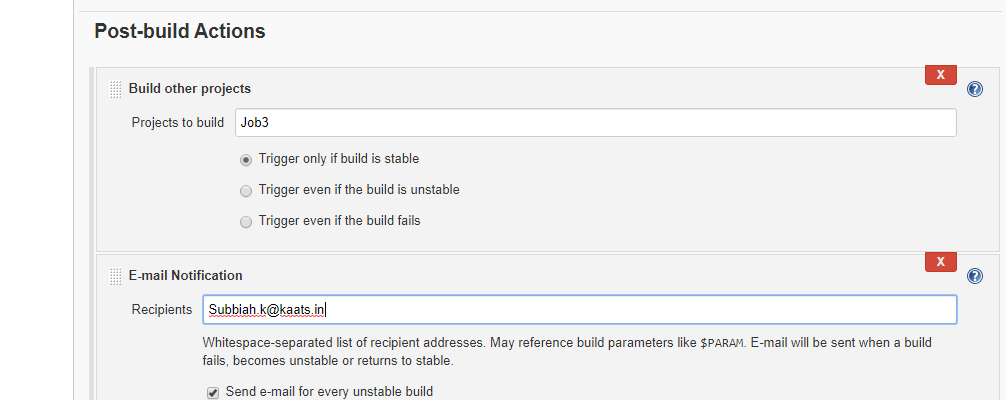 Post-build Actions
X
Build other projects
Projects to build Job3
Trigger only if build is stable
Trigger even if the build is unstable
Trigger even if the build fails
X
E-mail Notification
Recipients Subbiah.k@kaats.in
Whitespace-separated list of recipient addresses. May reference build parameters like $PARAM. E-mail will be sent when a build
fails, becomes unstable or returns to stable.
Send e-mail for every unstable build